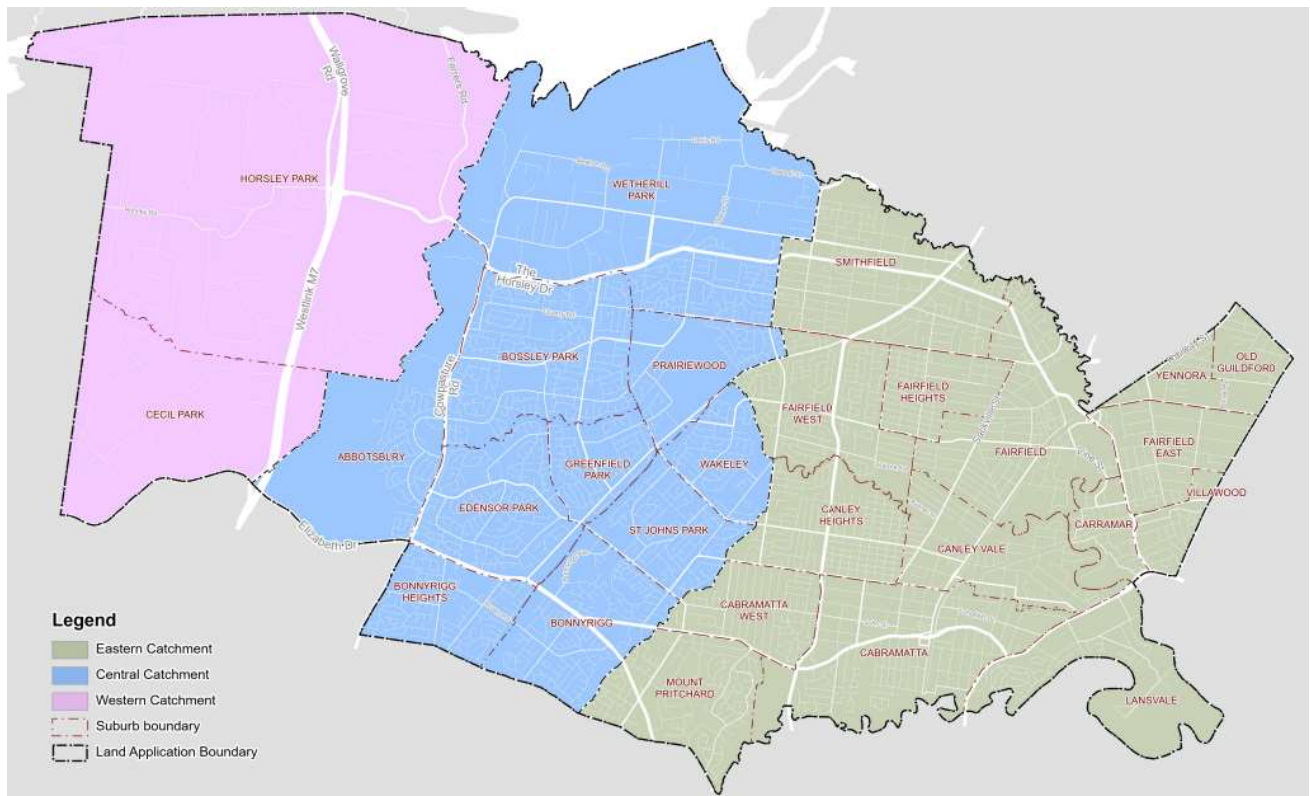 Wallgrove
Rd
Ferrers Rd
HORSLEY PARK
WETHERILL
PARK
SMITHFIELD
The
Horsley Dr
Westlink M7
BOSSLEY PARK
PRAIRIEWOOD
Cowpasture
Rd
CECIL PARK
ABBOTSBURY
FAIRFIELD
WEST
FAIRFIELD
HEIGHTS
YENNORA
OLD
GUILDFORD
FAIRFIELD
FAIRFIELD
EAST
GREENFIELD
PARK
WAKELEY
EDENSOR PARK
ST JOHNS PARK
CANLEY
HEIGHTS
VILLAWOOD
CARRAMAR
CANLEY VALE
Elizabeth Dr
BONNYRIGG
HEIGHTS
BONNYRIGG
CABRAMATTA
WEST
CABRAMATTA
MOUNT
PRITCHARD
LANSVALE
Legend
Eastern Catchment
Central Catchment
Western Catchment
Suburb boundary
Land Application Boundary